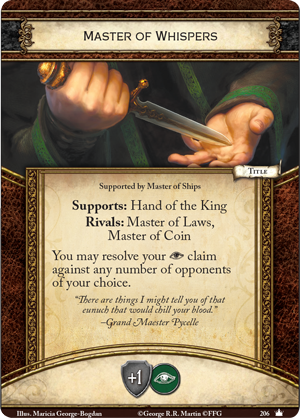 Master of Whispers
Title
Supported by Master of Ships
Supports: Hand of the King
Rivals: Master of Laws,
Master of Coin
You may resolve your claim
against any number of opponents
of your choice.
"There are things I might tell you of that
eunuch that would chill your blood."
–Grand Maester Pycelle
+1
Illus. Maricia George-Bogdan ©George R.R. Martin ©FFG 206